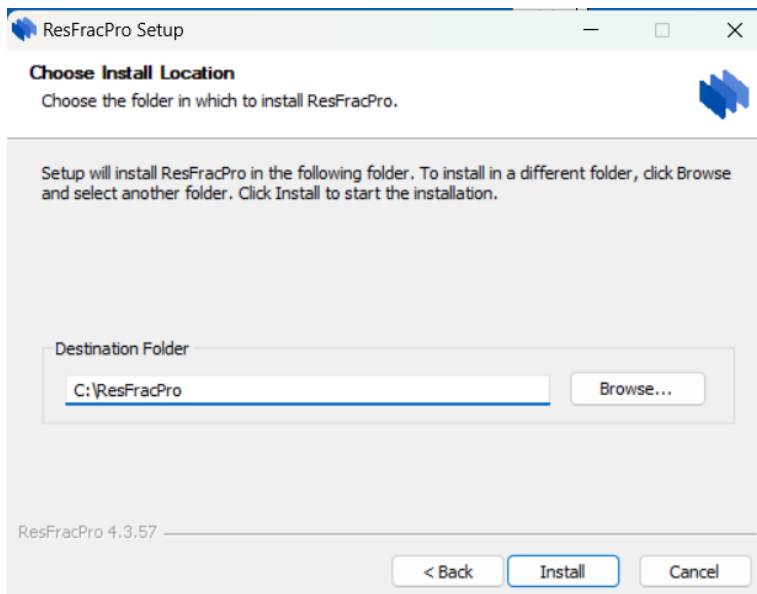 ResFracPro Setup
Choose Install Location
Choose the folder in which to install ResFracPro.
Setup will install ResFracPro in the following folder. To install in a different folder, click Browse
and select another folder. Click Install to start the installation.
Destination Folder
C:\ResFracPro
Browse...
ResFracPro 4.3.57
< Back
Install
Cancel